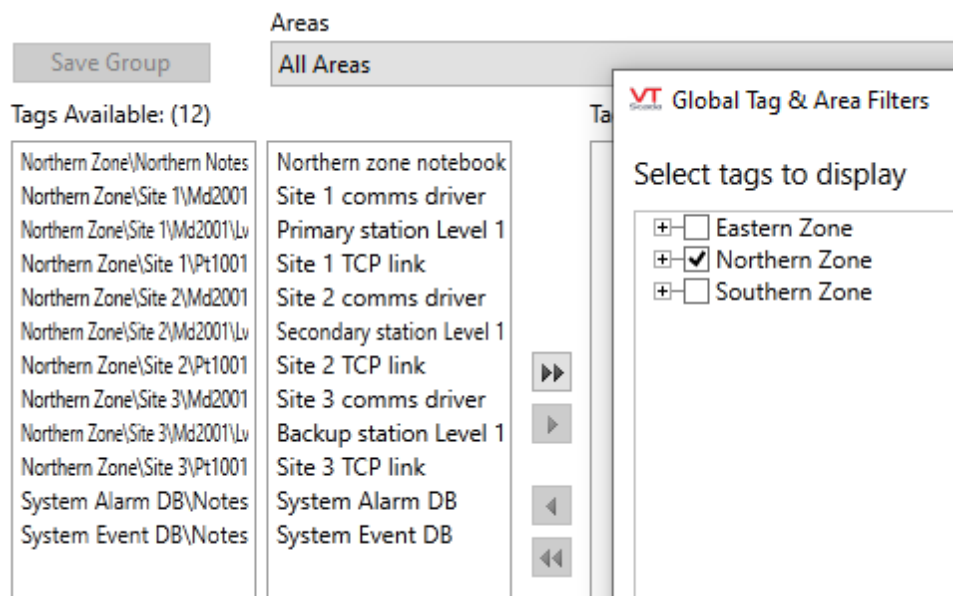 Areas
Save Group
All Areas
Tags Available: (12)
Ta
Northern Zone\Northern Notes Northern zone notebook
Northern Zone\Site 1\Md2001 Site 1 comms driver
Northern Zone\Site 1\Md2001\Lv Primary station Level 1
Northern Zone\Site 1\Pt1001 Site 1 TCP link
Northern Zone\Site 2\Md2001 Site 2 comms driver
Northern Zone\Site 2\Md2001\Lv Secondary station Level 1
Northern Zone\Site 2\Pt1001 Site 2 TCP link
Northern Zone\Site 3\Md2001 Site 3 comms driver
Northern Zone\Site 3\Md2001\Lv Backup station Level 1
Northern Zone\Site 3\Pt1001 Site 3 TCP link
System Alarm DB\Notes System Alarm DB
System Event DB\Notes System Event DB
VT Scada Global Tag & Area Filters
Select tags to display
Eastern Zone
Northern Zone
Southern Zone